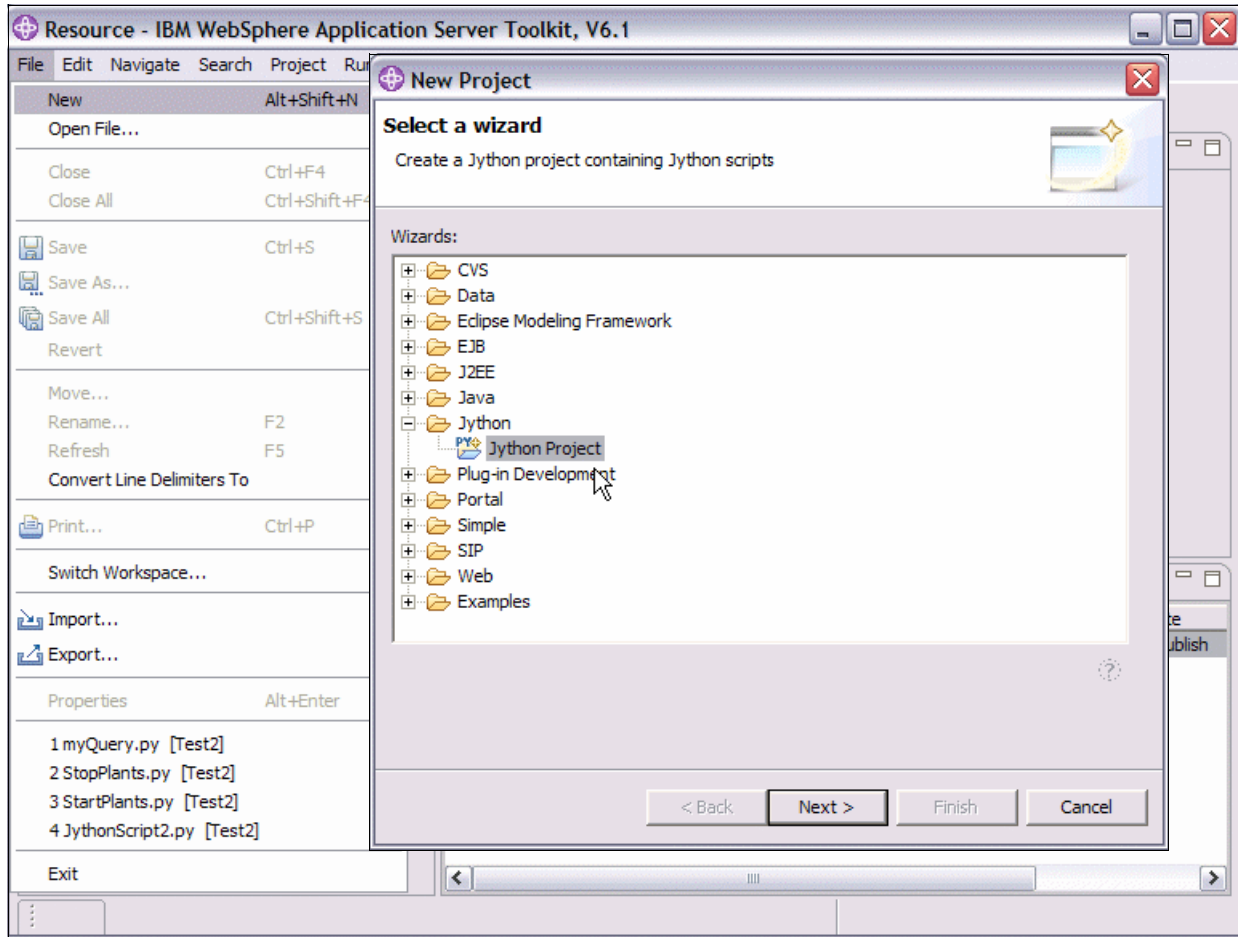 Resource - IBM WebSphere Application Server Toolkit, V6.1
File Edit Navigate Search Project
New Alt+Shift+N
Open File...
Close Ctrl+F4
Close All
Save Ctrl+S
Save As...
Save All Ctrl+Shift+S
Revert
Move...
Rename... F2
Refresh F5
Convert Line Delimiters To
Print... Ctrl+P
Switch Workspace...
Import...
Export...
Properties Alt+Enter
1 myQuery.py [Test2]
2 StopPlants.py [Test2]
3 StartPlants.py [Test2]
4 JythonScript2.py [Test2]
Exit
New Project
Select a wizard
Create a Jython project containing Jython scripts
Wizards:
CVS
Data
Eclipse Modeling Framework
EJB
J2EE
Java
Jython
PY Jython Project
Plug-in Development
Portal
Simple
SIP
Web
Examples
?
< Back Next > Finish Cancel